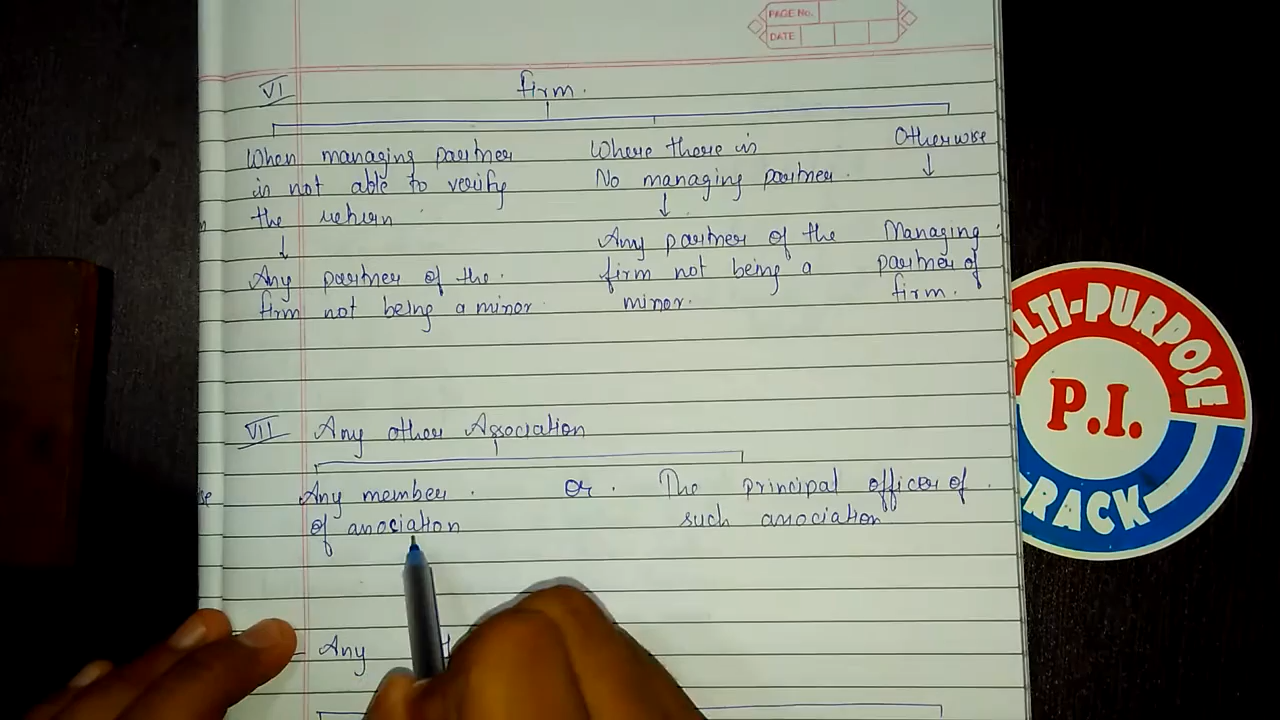 PAGE No.
DATE
VI firm.
When managing partner
is not able to verify
the return
Any partner of the
firm not being a minor
Where there is
No managing partner.
Any partner of the
firm not being a
minor.
Otherwise
Managing
partner of
firm.
VII Any other Association
Any member
of association
or.
The principal officer of
such association
se
Any
MULTI-PURPOSE
P.I.
RACK